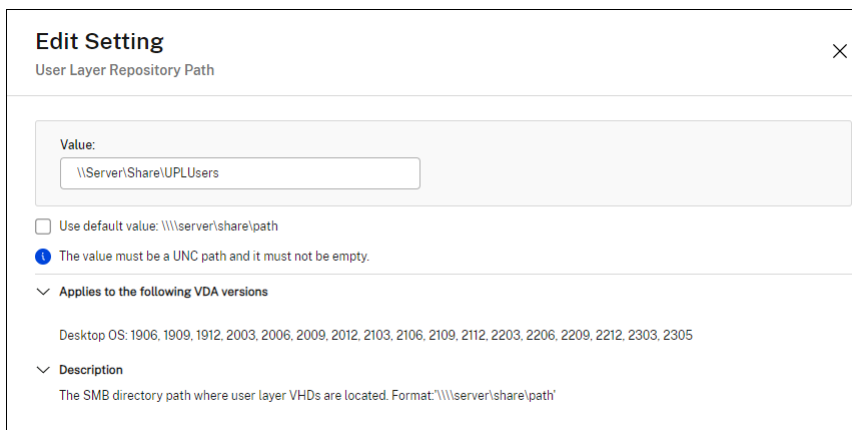 Edit Setting
User Layer Repository Path
Value:
\\Server\Share\UPLUsers
Use default value: \\\\server\share\path
The value must be a UNC path and it must not be empty.
Applies to the following VDA versions
Desktop OS: 1906, 1909, 1912, 2003, 2006, 2009, 2012, 2103, 2106, 2109, 2112, 2203, 2206, 2209, 2212, 2303, 2305
Description
The SMB directory path where user layer VHDs are located. Format:'\\\\server\share\path'